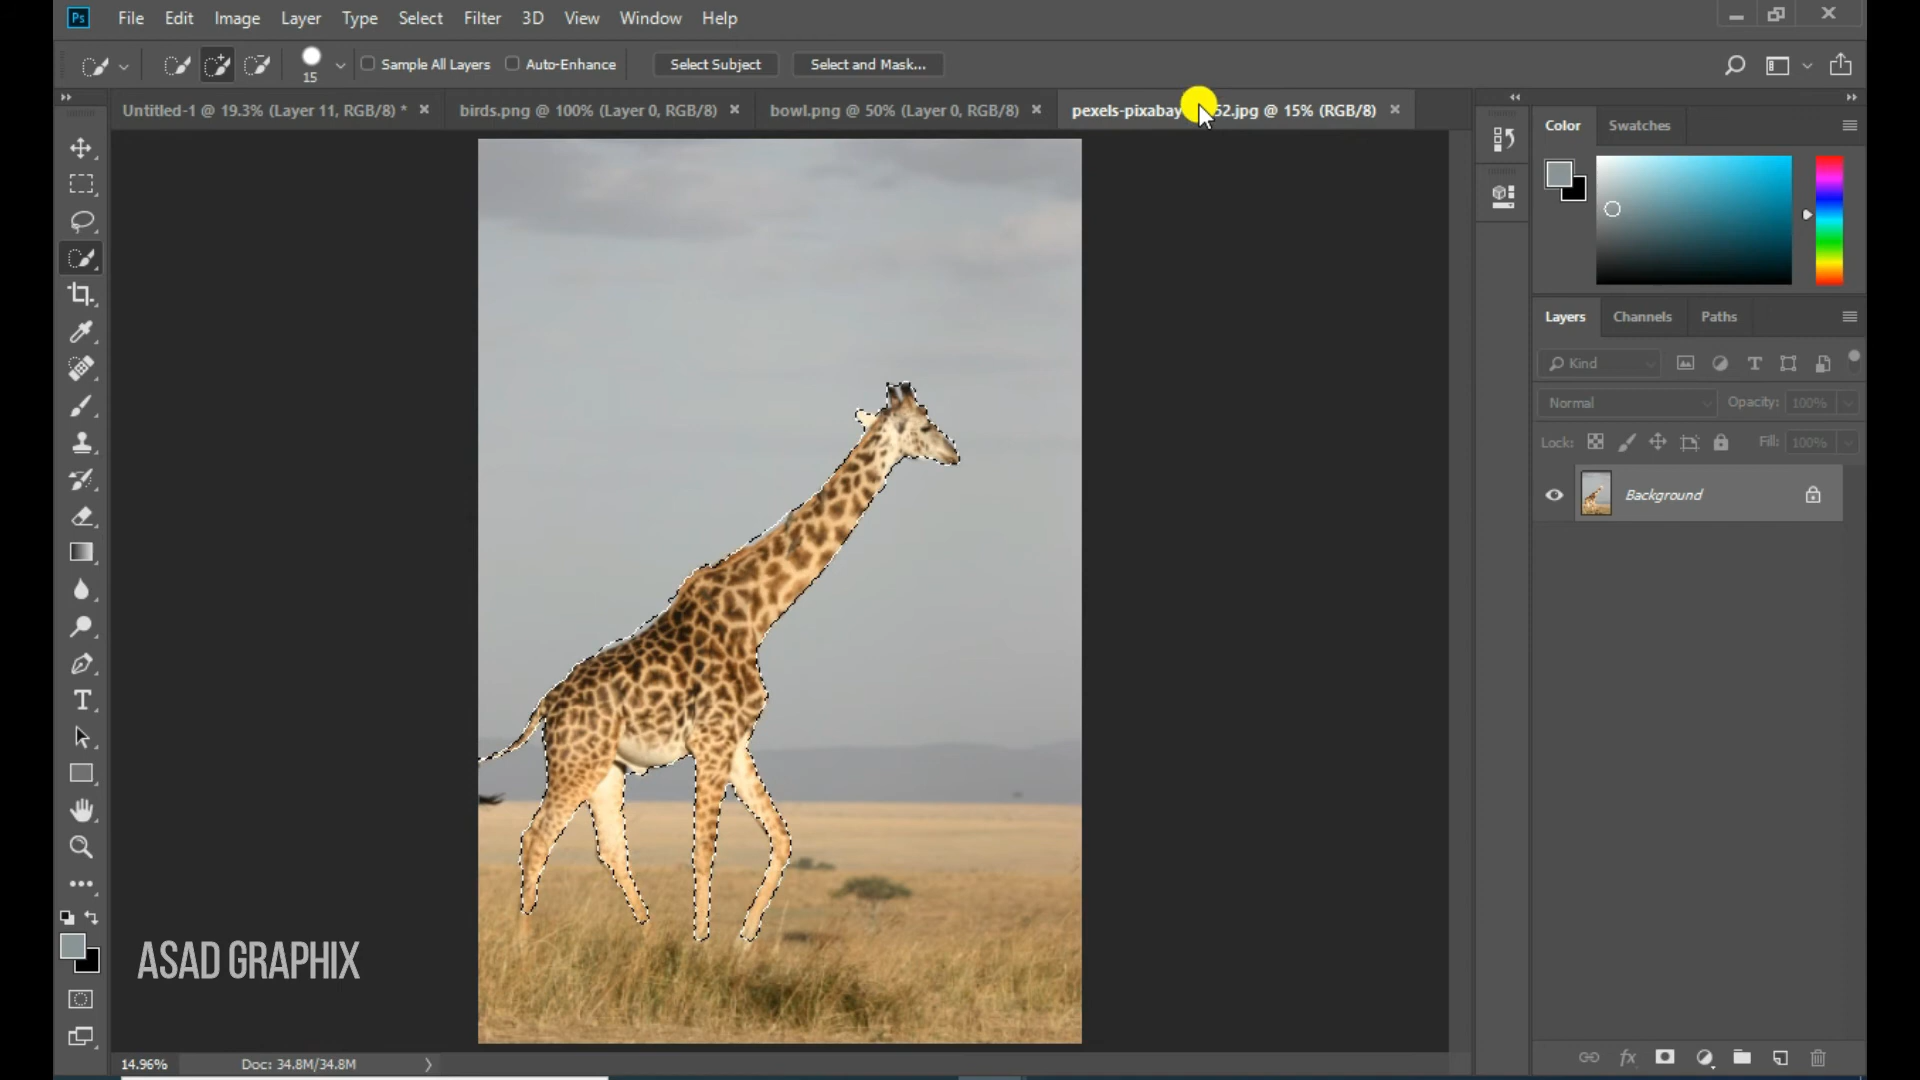 Ps File Edit Image Layer Type Select Filter 3D View Window Help
15 Sample All Layers Auto-Enhance Select Subject Select and Mask...
Untitled-1 @ 19.3% (Layer 11, RGB/8) * birds.png @ 100% (Layer 0, RGB/8) bowl.png @ 50% (Layer 0, RGB/8) pexels-pixabay 52.jpg @ 15% (RGB/8)
Color Swatches
Layers Channels Paths
Kind
Normal Opacity: 100%
Lock: Fill: 100%
Background
ASAD GRAPHIX
14.96% Doc: 34.8M/34.8M